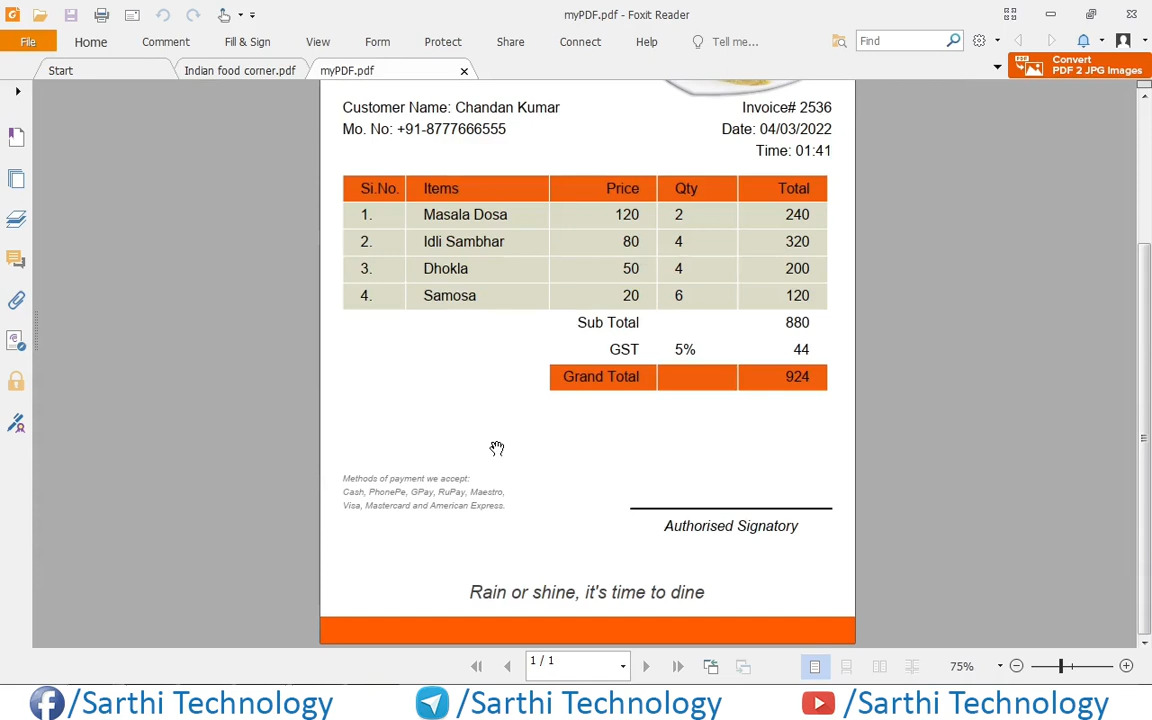 myPDF.pdf - Foxit Reader
File Home Comment Fill & Sign View Form Protect Share Connect Help Tell me... Find
Start Indian food corner.pdf myPDF.pdf
Convert
PDF 2 JPG Images
Customer Name: Chandan Kumar Invoice# 2536
Mo. No: +91-8777666555 Date: 04/03/2022
Time: 01:41
Si.No. Items Price Qty Total
1. Masala Dosa 120 2 240
2. Idli Sambhar 80 4 320
3. Dhokla 50 4 200
4. Samosa 20 6 120
Sub Total 880
GST 5% 44
Grand Total 924
Methods of payment we accept:
Cash, PhonePe, GPay, RuPay, Maestro,
Visa, Mastercard and American Express.
Authorised Signatory
Rain or shine, it's time to dine
1 / 1 75%
/Sarthi Technology /Sarthi Technology /Sarthi Technology